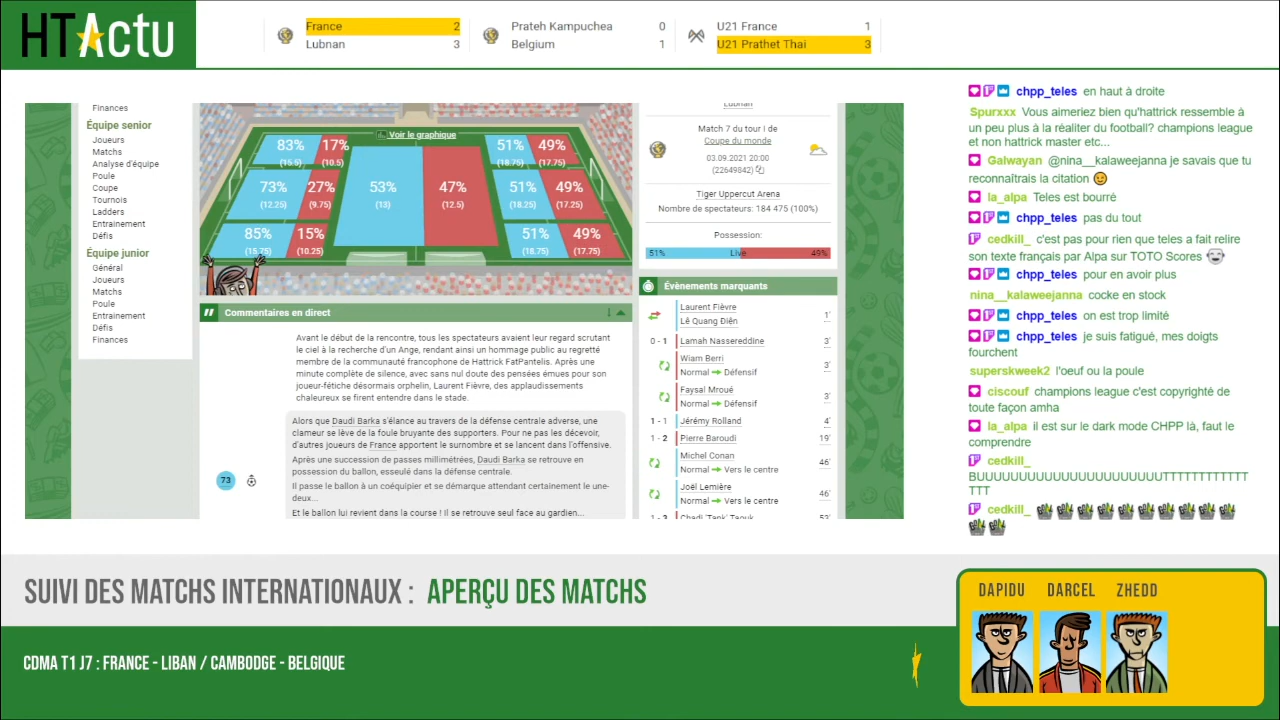 HTActu
France 2
Lubnan 3
Prateh Kampuchea 0
Belgium 1
U21 France 1
U21 Prathet Thai 3
Finances
Équipe senior
Joueurs
Matchs
Analyse d'équipe
Poule
Coupe
Tournois
Ladders
Entrainement
Défis
Équipe junior
Général
Joueurs
Matchs
Poule
Entrainement
Défis
Finances
Voir le graphique
83% 17% 51% 49%
(15.5) (10.5) (18.75) (17.75)
73% 27% 53% 47% 51% 49%
(12.25) (9.75) (13) (12.5) (18.25) (17.25)
85% 15% 51% 49%
(15.75) (10.25) (18.75) (17.75)
Commentaires en direct
Avant le début de la rencontre, tous les spectateurs avaient leur regard scrutant
le ciel à la recherche d'un Ange, rendant ainsi un hommage public au regretté
membre de la communauté francophone de Hattrick FatPantelis. Après une
minute complète de silence, avec sans nul doute des pensées émues pour son
joueur-fétiche désormais orphelin, Laurent Fièvre, des applaudissements
chaleureux se firent entendre dans le stade.
73
Alors que Daudi Barka s'élance au travers de la défense centrale adverse, une
clameur se lève de la foule bruyante des supporters. Pour ne pas les décevoir,
d'autres joueurs de France apportent le surnombre et se lancent dans l'offensive.
Après une succession de passes millimétrées, Daudi Barka se retrouve en
possession du ballon, esseulé dans la défense centrale.
Il passe le ballon à un coéquipier et se démarque attendant certainement le une-
deux...
Et le ballon lui revient dans la course ! Il se retrouve seul face au gardien...
Lubnan
Match 7 du tour I de
Coupe du monde
03.09.2021 20:00
(22649842)
Tiger Uppercut Arena
Nombre de spectateurs: 184 475 (100%)
Possession:
51% Live 49%
Évènements marquants
Laurent Fièvre
Lê Quang Điên 1'
0 - 1 Lamah Nassereddine 3'
Wiam Berri
Normal → Défensif 3'
Faysal Mroué
Normal → Défensif 3'
1 - 1 Jérémy Rolland 4'
1 - 2 Pierre Baroudi 19'
Michel Conan
Normal → Vers le centre 46'
Joël Lemière
Normal → Vers le centre 46'
1 - 3 Chadi 'Tank' Taouk 53'
chpp_teles en haut à droite
Spurxxx Vous aimeriez bien qu'hattrick ressemble à
un peu plus à la réaliter du football? champions league
et non hattrick master etc...
Galwayan @nina__kalaweejanna je savais que tu
reconnaîtrais la citation 😉
la_alpa Teles est bourré
chpp_teles pas du tout
cedkill_ c'est pas pour rien que teles a fait relire
son texte français par Alpa sur TOTO Scores
chpp_teles pour en avoir plus
nina__kalaweejanna cocke en stock
chpp_teles on est trop limité
chpp_teles je suis fatigué, mes doigts
fourchent
superskweek2 l'oeuf ou la poule
ciscouf champions league c'est copyrighté de
toute façon amha
la_alpa il est sur le dark mode CHPP là, faut le
comprendre
cedkill_
BUUUUUUUUUUUUUUUUUUUUUUTTTTTTTTTTTT
TTT
cedkill_
SUIVI DES MATCHS INTERNATIONAUX : APERÇU DES MATCHS
CDMA T1 J7 : FRANCE - LIBAN / CAMBODGE - BELGIQUE
DAPIDU DARCEL ZHEDD